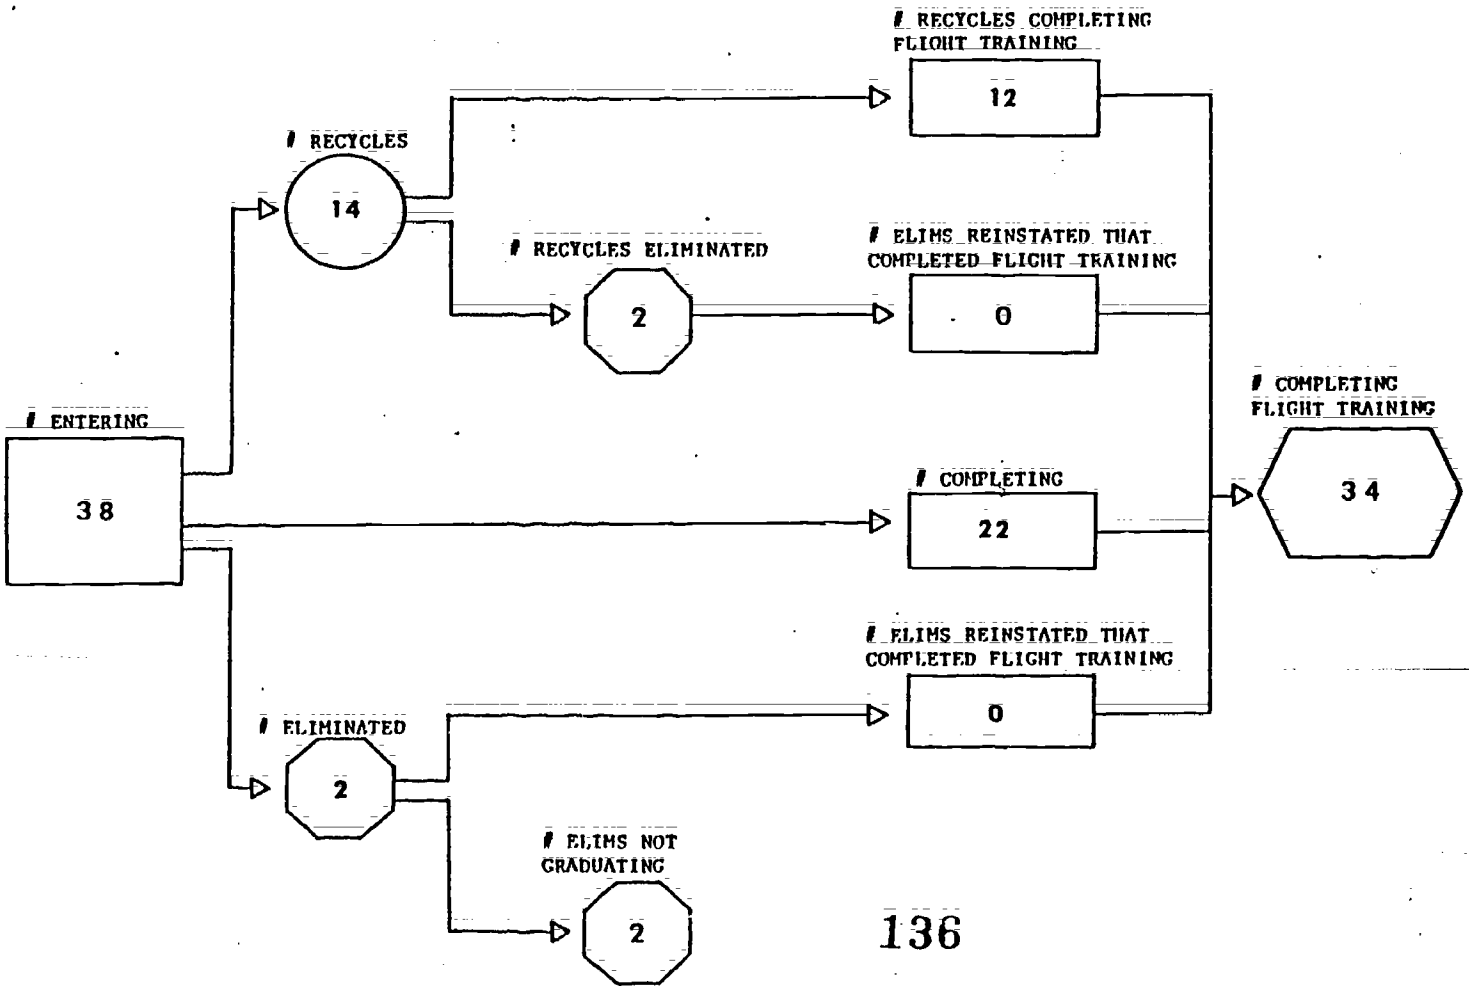 # RECYCLES COMPLETING
FLIGHT TRAINING
12
# RECYCLES
14
# RECYCLES ELIMINATED
2
# ELIMS REINSTATED THAT
COMPLETED FLIGHT TRAINING
0
# ENTERING
38
# COMPLETING
FLIGHT TRAINING
34
# COMPLETING
22
# ELIMS REINSTATED THAT
COMPLETED FLIGHT TRAINING
0
# ELIMINATED
2
# ELIMS NOT
GRADUATING
2
136